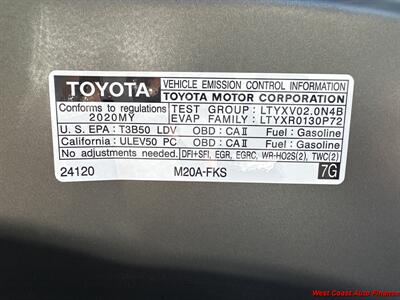 TOYOTA
VEHICLE EMISSION CONTROL INFORMATION
TOYOTA MOTOR CORPORATION
Conforms to regulations
2020MY
TEST GROUP : LTYXV02.0N4B
EVAP FAMILY : LTYXR0130P72
U. S. EPA : T3B50 LDV OBD : CAⅡ Fuel : Gasoline
California : ULEV50 PC OBD : CAⅡ Fuel : Gasoline
No adjustments needed. DFI+SFI, EGR, EGRC, WR-HO2S(2), TWC(2)
24120 M20A-FKS 7G
West Coast Auto Finance